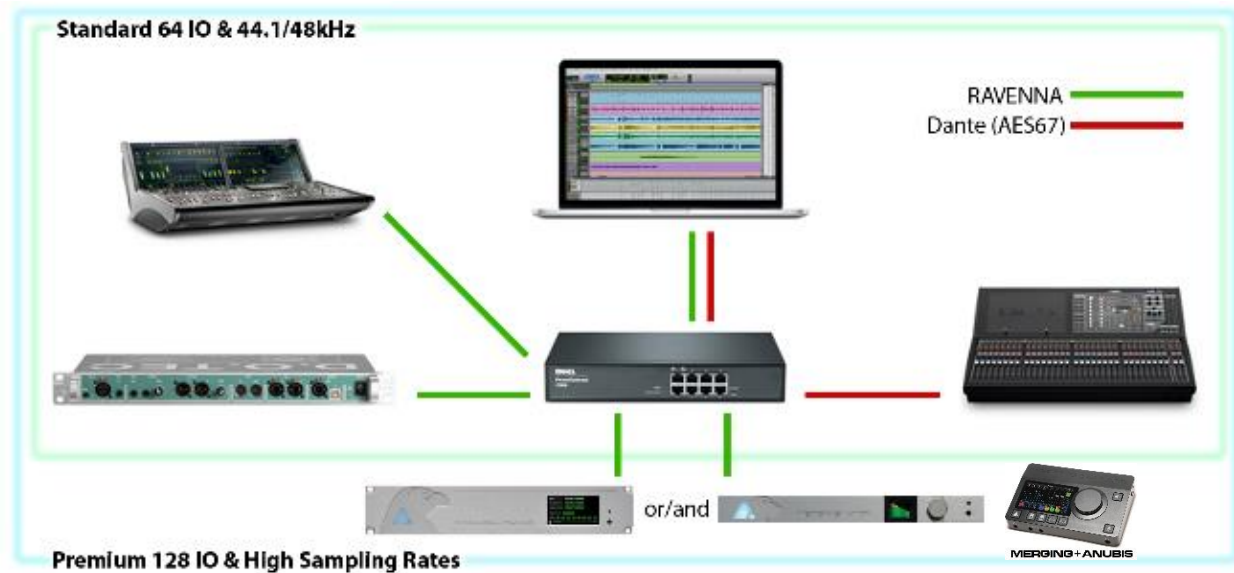 Standard 64 IO & 44.1/48kHz
RAVENNA
Dante (AES67)
or/and
MERGING+ANUBIS
Premium 128 IO & High Sampling Rates